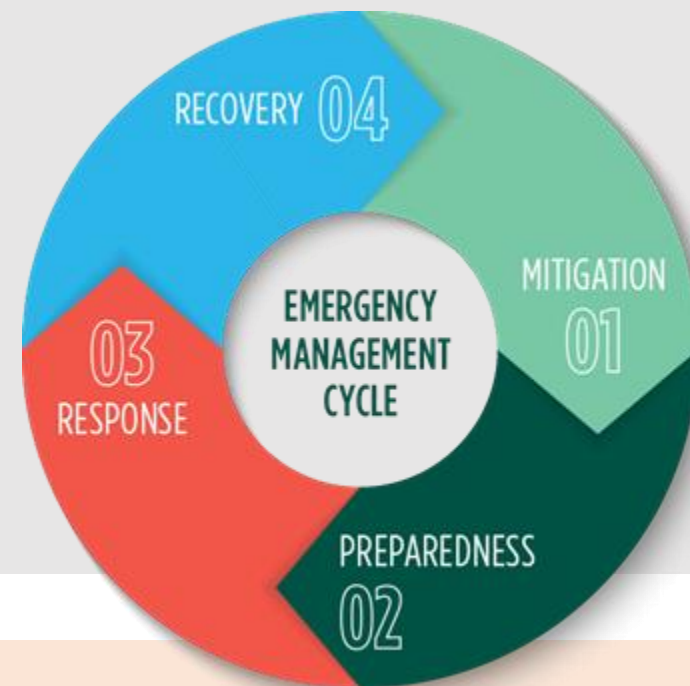 RECOVERY 04
MITIGATION
01
EMERGENCY
MANAGEMENT
CYCLE
03
RESPONSE
PREPAREDNESS
02